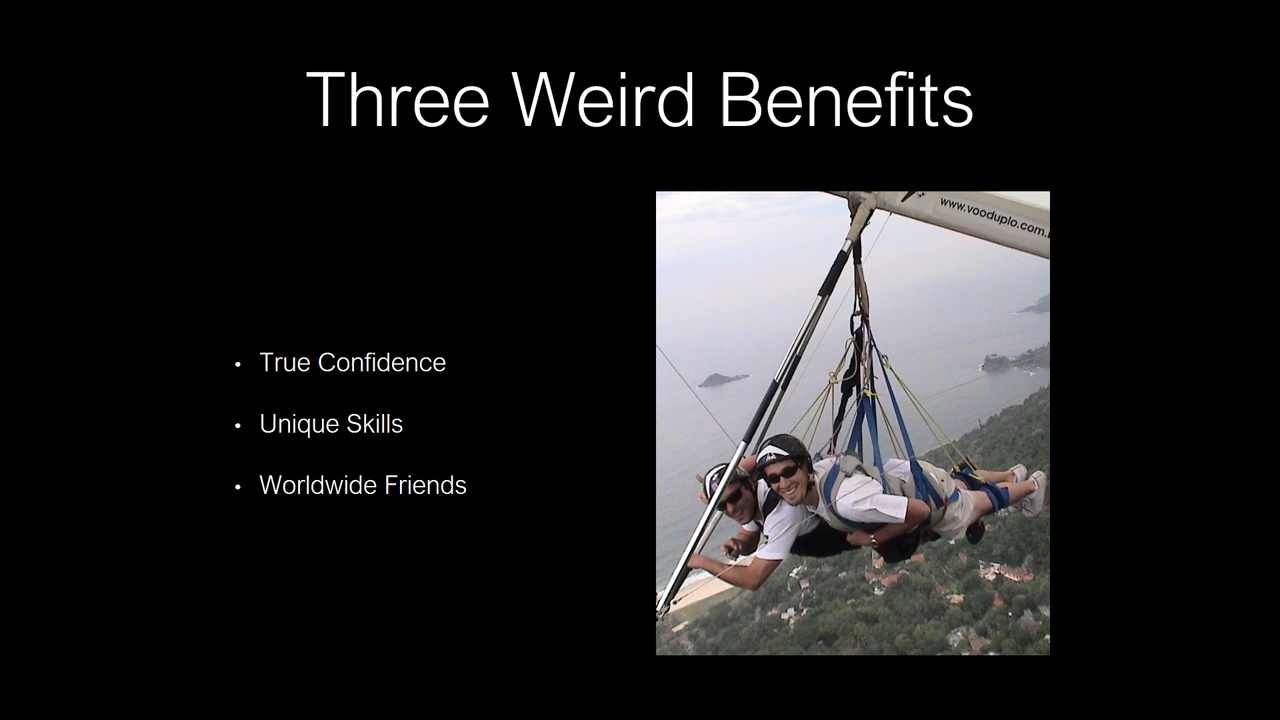 Three Weird Benefits
• True Confidence
• Unique Skills
• Worldwide Friends
www.vooduplo.com.